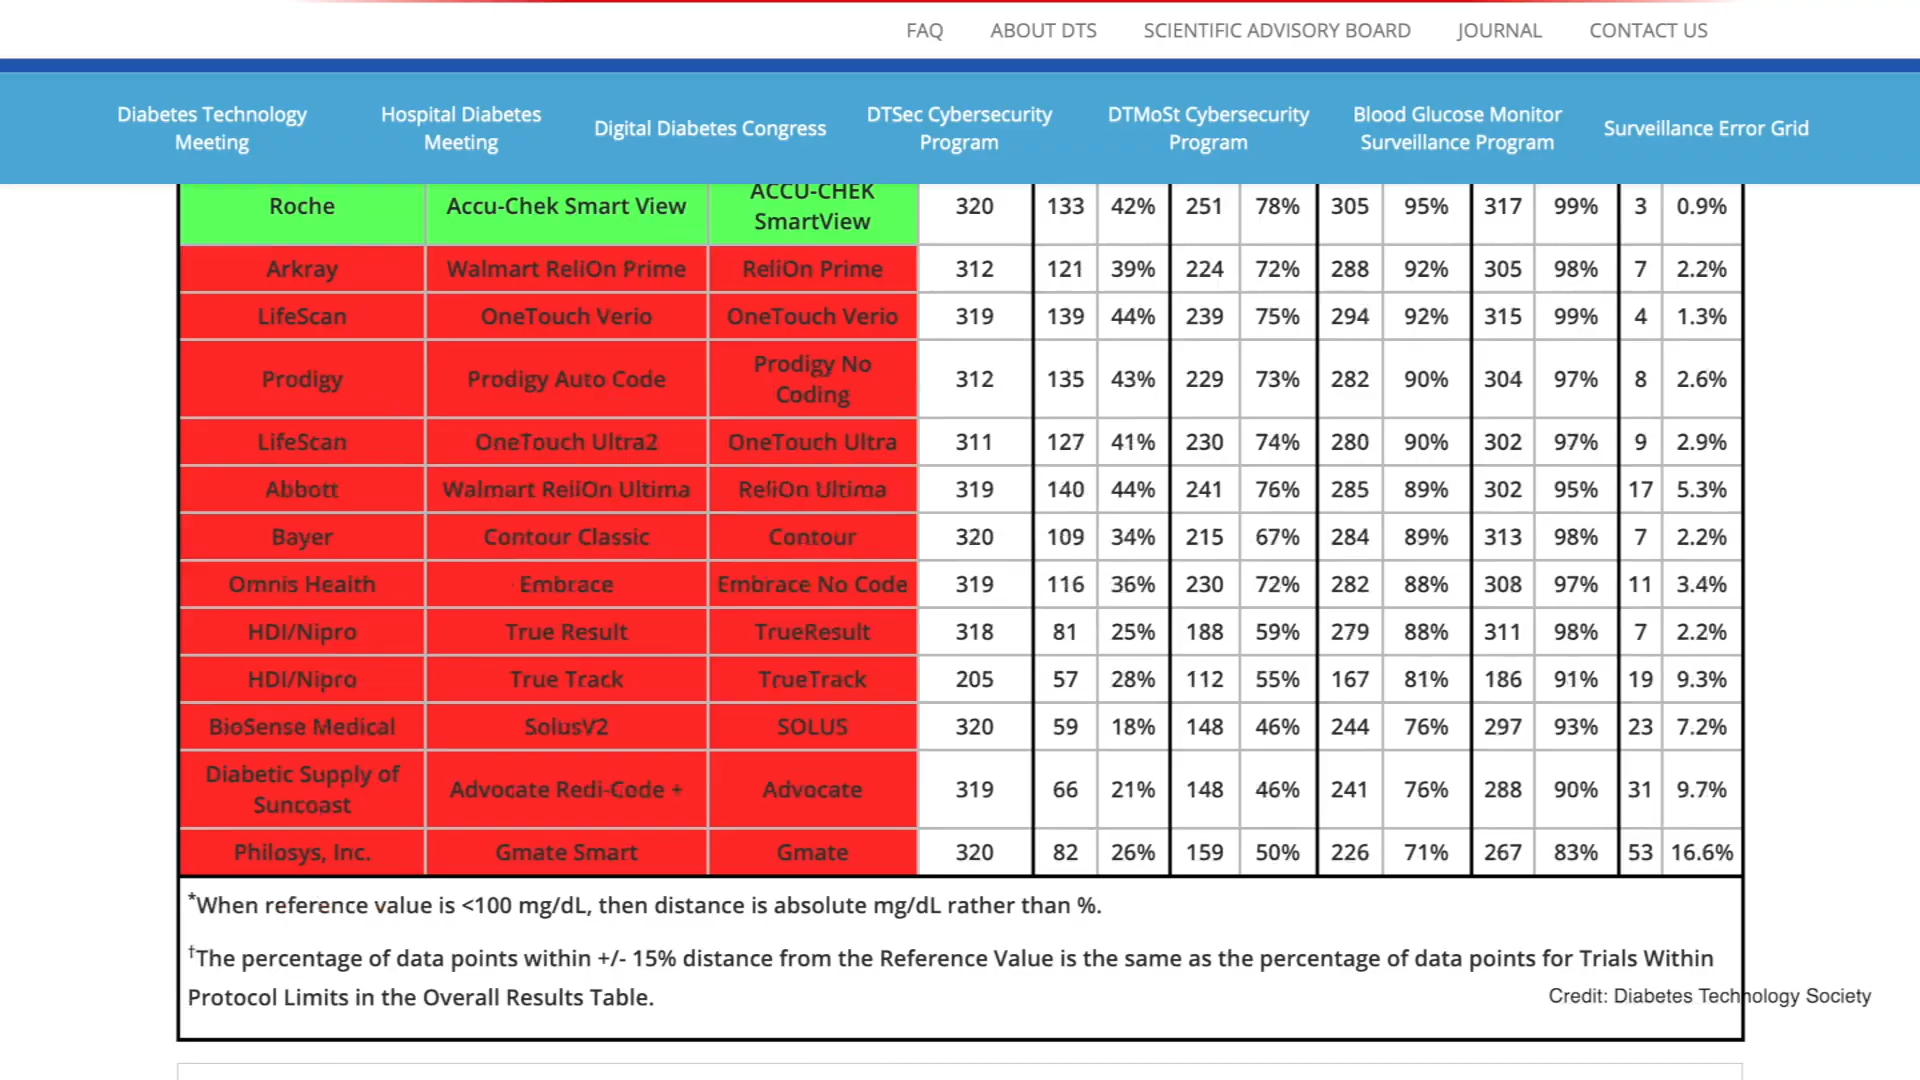 FAQ ABOUT DTS SCIENTIFIC ADVISORY BOARD JOURNAL CONTACT US
Diabetes Technology Meeting
Hospital Diabetes Meeting
Digital Diabetes Congress
DTSec Cybersecurity Program
DTMoSt Cybersecurity Program
Blood Glucose Monitor Surveillance Program
Surveillance Error Grid
Roche Accu-Chek Smart View ACCU-CHEK SmartView 320 133 42% 251 78% 305 95% 317 99% 3 0.9%
Arkray Walmart ReliOn Prime ReliOn Prime 312 121 39% 224 72% 288 92% 305 98% 7 2.2%
LifeScan OneTouch Verio OneTouch Verio 319 139 44% 239 75% 294 92% 315 99% 4 1.3%
Prodigy Prodigy Auto Code Prodigy No Coding 312 135 43% 229 73% 282 90% 304 97% 8 2.6%
LifeScan OneTouch Ultra2 OneTouch Ultra 311 127 41% 230 74% 280 90% 302 97% 9 2.9%
Abbott Walmart ReliOn Ultima ReliOn Ultima 319 140 44% 241 76% 285 89% 302 95% 17 5.3%
Bayer Contour Classic Contour 320 109 34% 215 67% 284 89% 313 98% 7 2.2%
Omnis Health Embrace Embrace No Code 319 116 36% 230 72% 282 88% 308 97% 11 3.4%
HDI/Nipro True Result TrueResult 318 81 25% 188 59% 279 88% 311 98% 7 2.2%
HDI/Nipro True Track TrueTrack 205 57 28% 112 55% 167 81% 186 91% 19 9.3%
BioSense Medical SolusV2 SOLUS 320 59 18% 148 46% 244 76% 297 93% 23 7.2%
Diabetic Supply of Suncoast Advocate Redi-Code + Advocate 319 66 21% 148 46% 241 76% 288 90% 31 9.7%
Philosys, Inc. Gmate Smart Gmate 320 82 26% 159 50% 226 71% 267 83% 53 16.6%
*When reference value is <100 mg/dL, then distance is absolute mg/dL rather than %.
†The percentage of data points within +/- 15% distance from the Reference Value is the same as the percentage of data points for Trials Within
Protocol Limits in the Overall Results Table.
Credit: Diabetes Technology Society